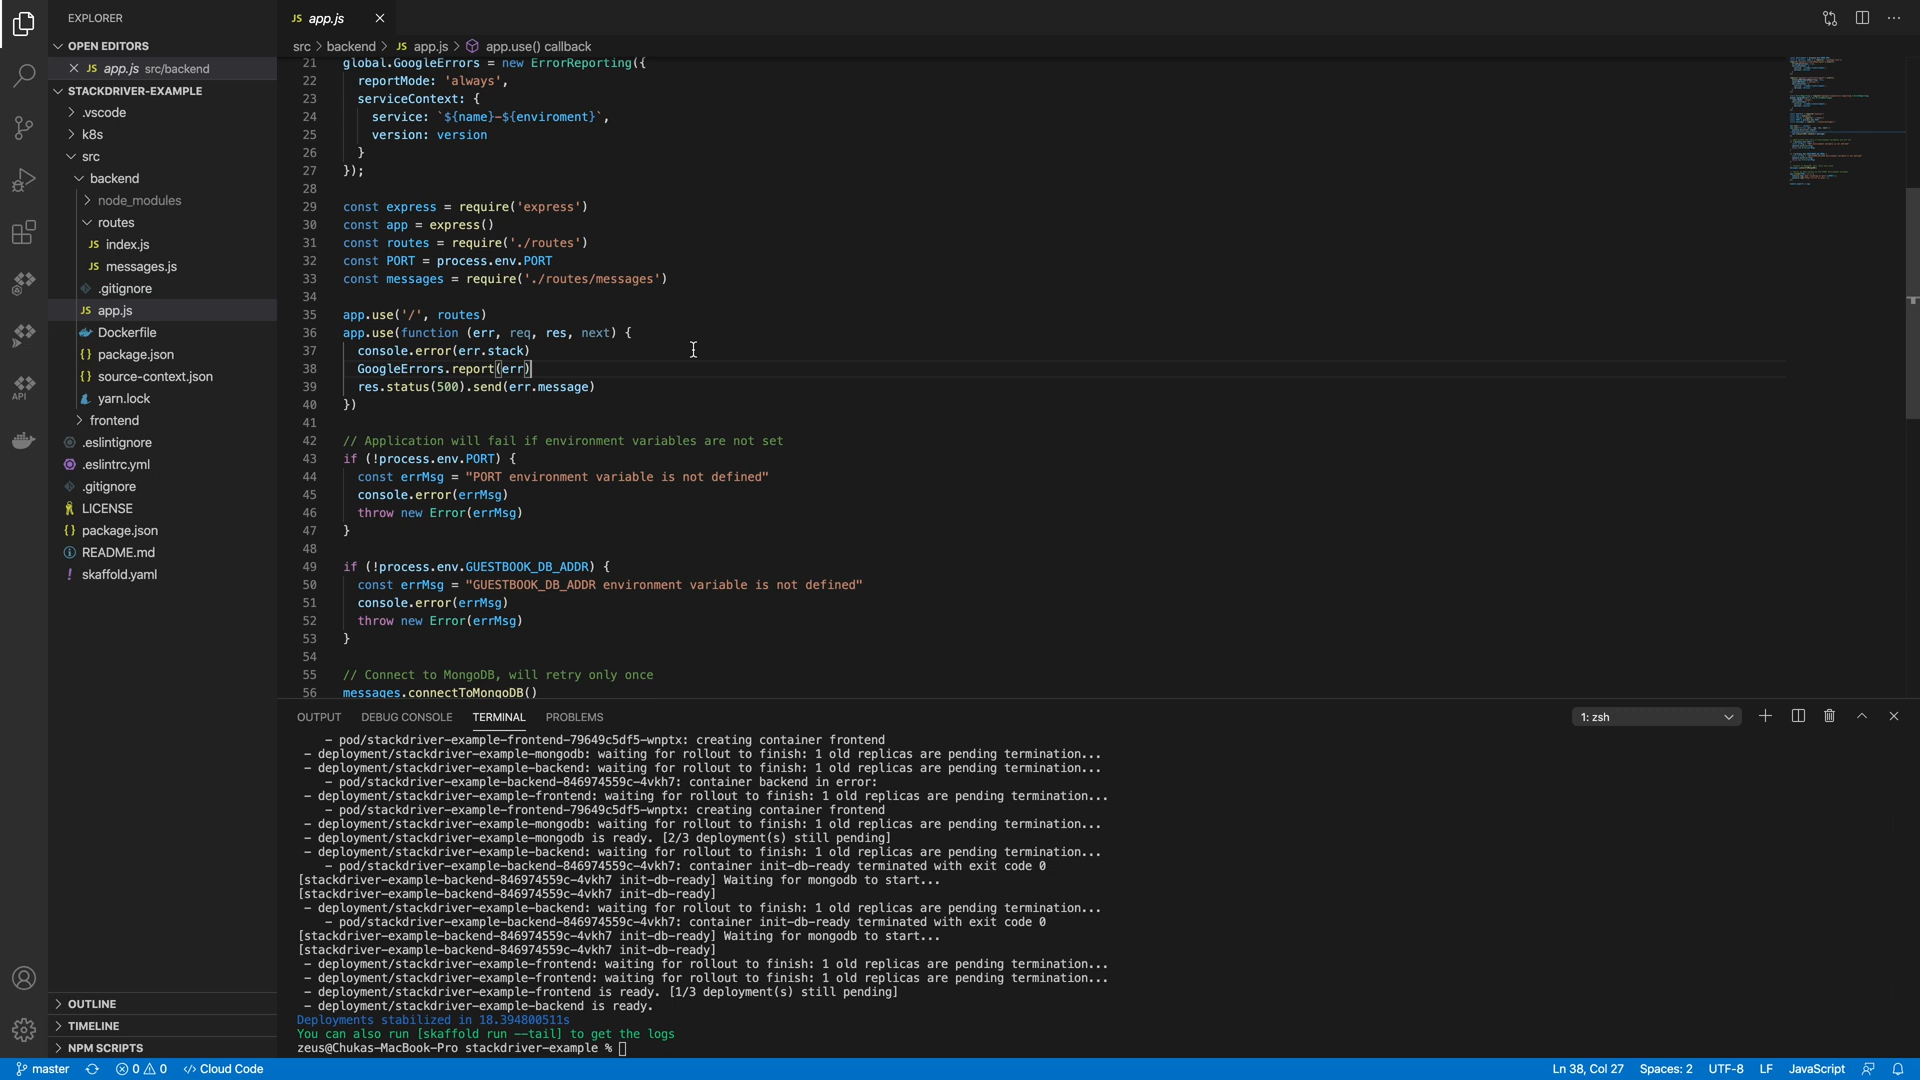 EXPLORER
OPEN EDITORS
JS app.js src/backend
STACKDRIVER-EXAMPLE
.vscode
k8s
src
backend
node_modules
routes
JS index.js
JS messages.js
.gitignore
JS app.js
Dockerfile
{} package.json
{} source-context.json
yarn.lock
frontend
.eslintignore
.eslintrc.yml
.gitignore
LICENSE
{} package.json
README.md
! skaffold.yaml
OUTLINE
TIMELINE
NPM SCRIPTS
API
JS app.js
src > backend > JS app.js > app.use() callback
21 global.GoogleErrors = new ErrorReporting({
22 reportMode: 'always',
23 serviceContext: {
24 service: `${name}-${enviroment}`,
25 version: version
26 }
27 });
28
29 const express = require('express')
30 const app = express()
31 const routes = require('./routes')
32 const PORT = process.env.PORT
33 const messages = require('./routes/messages')
34
35 app.use('/', routes)
36 app.use(function (err, req, res, next) {
37 console.error(err.stack)
38 GoogleErrors.report(err)
39 res.status(500).send(err.message)
40 })
41
42 // Application will fail if environment variables are not set
43 if (!process.env.PORT) {
44 const errMsg = "PORT environment variable is not defined"
45 console.error(errMsg)
46 throw new Error(errMsg)
47 }
48
49 if (!process.env.GUESTBOOK_DB_ADDR) {
50 const errMsg = "GUESTBOOK_DB_ADDR environment variable is not defined"
51 console.error(errMsg)
52 throw new Error(errMsg)
53 }
54
55 // Connect to MongoDB, will retry only once
56 messages.connectToMongoDB()
OUTPUT DEBUG CONSOLE TERMINAL PROBLEMS 1: zsh
- pod/stackdriver-example-frontend-79649c5df5-wnptx: creating container frontend
- deployment/stackdriver-example-mongodb: waiting for rollout to finish: 1 old replicas are pending termination...
- deployment/stackdriver-example-backend: waiting for rollout to finish: 1 old replicas are pending termination...
- pod/stackdriver-example-backend-846974559c-4vkh7: container backend in error:
- deployment/stackdriver-example-frontend: waiting for rollout to finish: 1 old replicas are pending termination...
- pod/stackdriver-example-frontend-79649c5df5-wnptx: creating container frontend
- deployment/stackdriver-example-mongodb: waiting for rollout to finish: 1 old replicas are pending termination...
- deployment/stackdriver-example-mongodb is ready. [2/3 deployment(s) still pending]
- deployment/stackdriver-example-backend: waiting for rollout to finish: 1 old replicas are pending termination...
- pod/stackdriver-example-backend-846974559c-4vkh7: container init-db-ready terminated with exit code 0
[stackdriver-example-backend-846974559c-4vkh7 init-db-ready] Waiting for mongodb to start...
[stackdriver-example-backend-846974559c-4vkh7 init-db-ready]
- deployment/stackdriver-example-backend: waiting for rollout to finish: 1 old replicas are pending termination...
- pod/stackdriver-example-backend-846974559c-4vkh7: container init-db-ready terminated with exit code 0
[stackdriver-example-backend-846974559c-4vkh7 init-db-ready] Waiting for mongodb to start...
[stackdriver-example-backend-846974559c-4vkh7 init-db-ready]
- deployment/stackdriver-example-frontend: waiting for rollout to finish: 1 old replicas are pending termination...
- deployment/stackdriver-example-frontend: waiting for rollout to finish: 1 old replicas are pending termination...
- deployment/stackdriver-example-frontend is ready. [1/3 deployment(s) still pending]
- deployment/stackdriver-example-backend is ready.
Deployments stabilized in 18.394800511s
You can also run [skaffold run --tail] to get the logs
zeus@Chukas-MacBook-Pro stackdriver-example %
master 0 0 Cloud Code Ln 38, Col 27 Spaces: 2 UTF-8 LF JavaScript